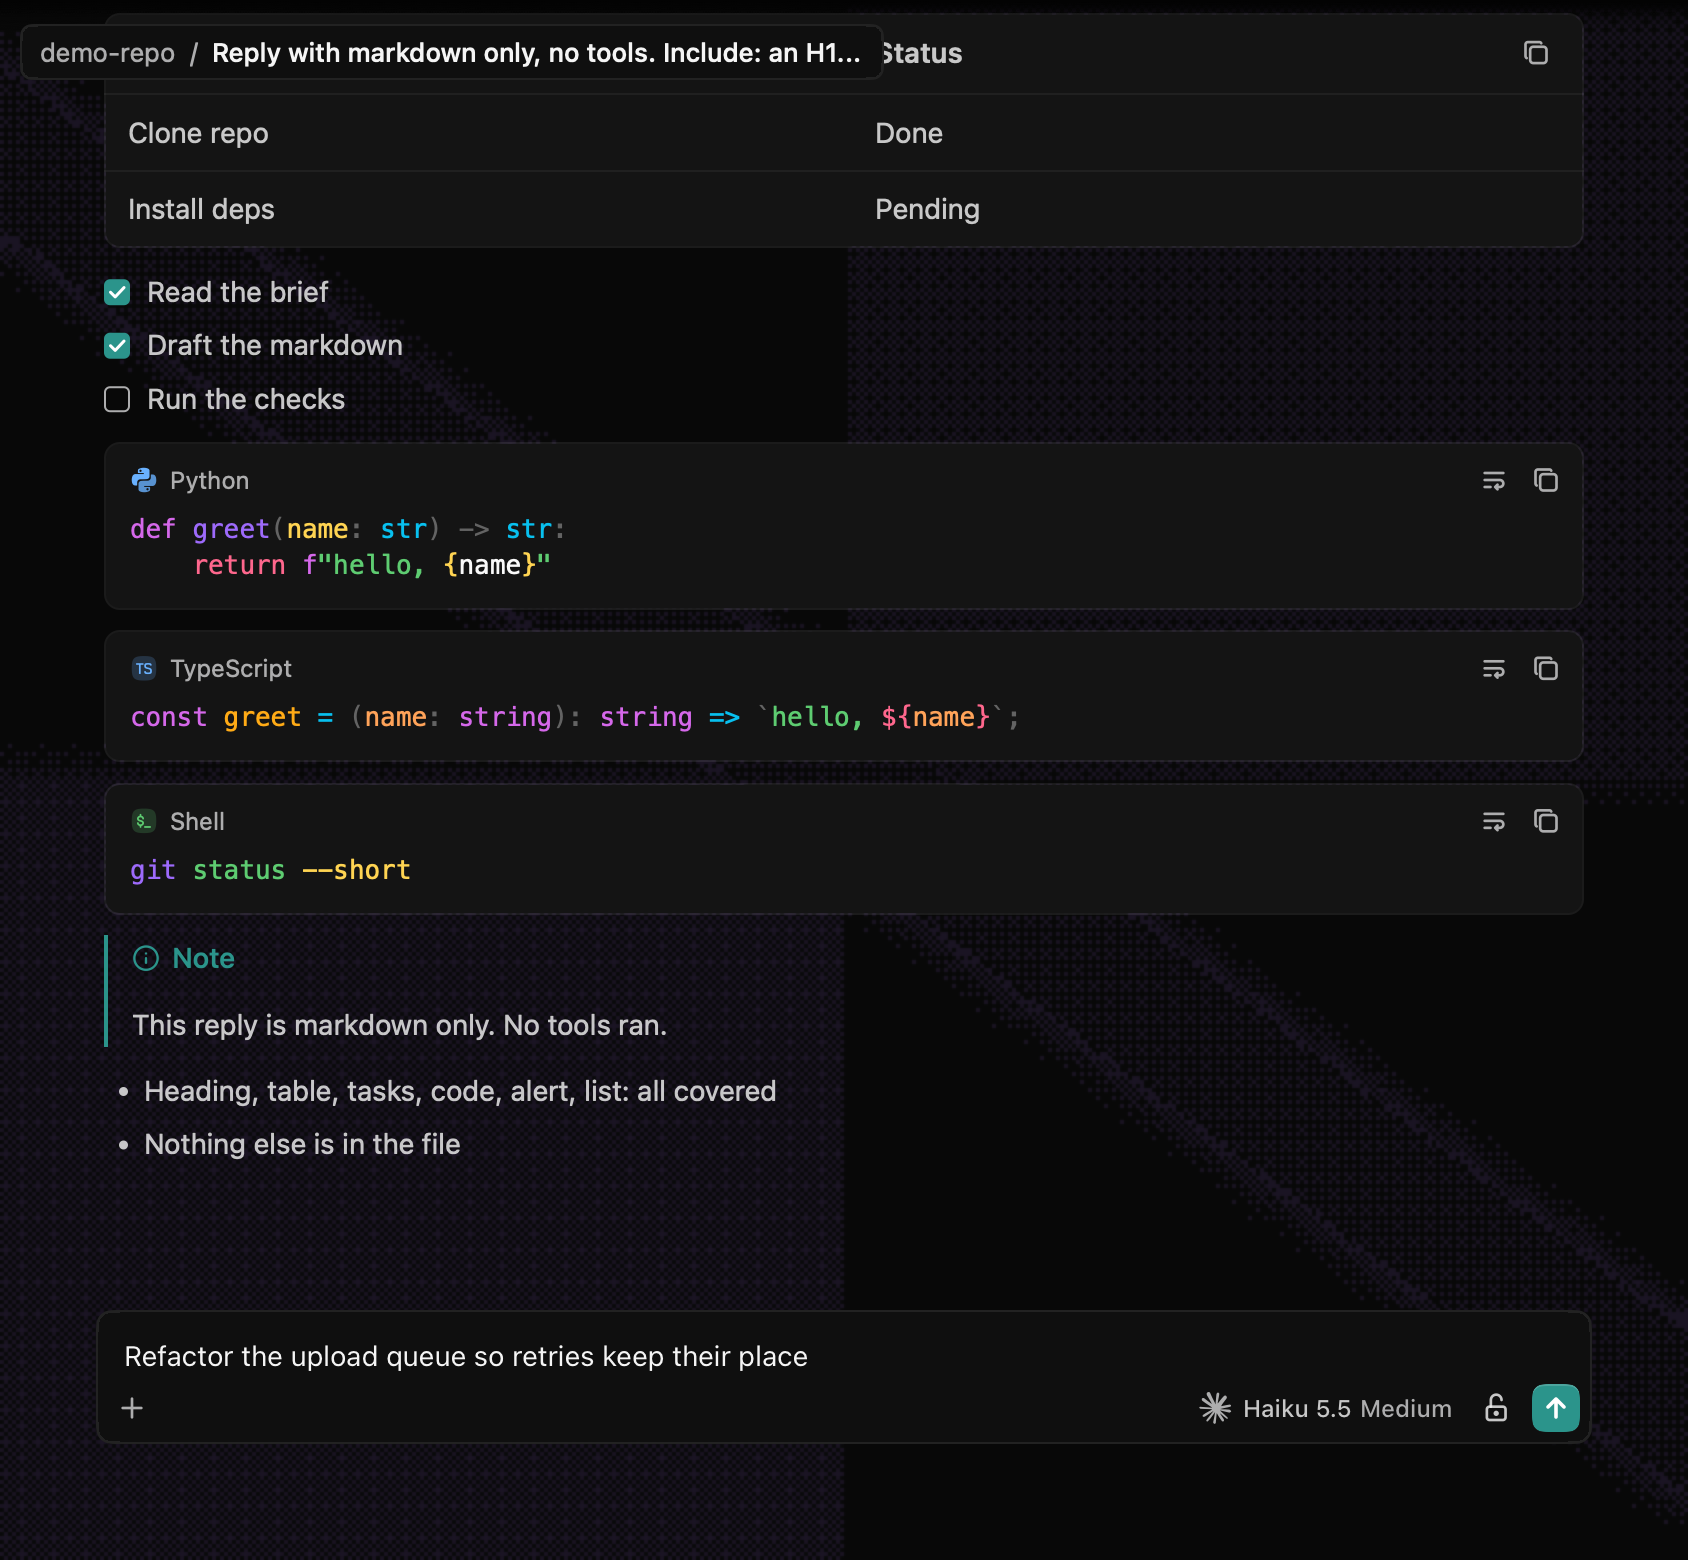 demo-repo / Reply with markdown only, no tools. Include: an H1...
Status
Clone repo
Done
Install deps
Pending
Read the brief
Draft the markdown
Run the checks
Python
def greet(name: str) -> str:
    return f"hello, {name}"
TS TypeScript
const greet = (name: string): string => `hello, ${name}`;
$_ Shell
git status --short
Note
This reply is markdown only. No tools ran.
• Heading, table, tasks, code, alert, list: all covered
• Nothing else is in the file
Refactor the upload queue so retries keep their place
Haiku 5.5 Medium